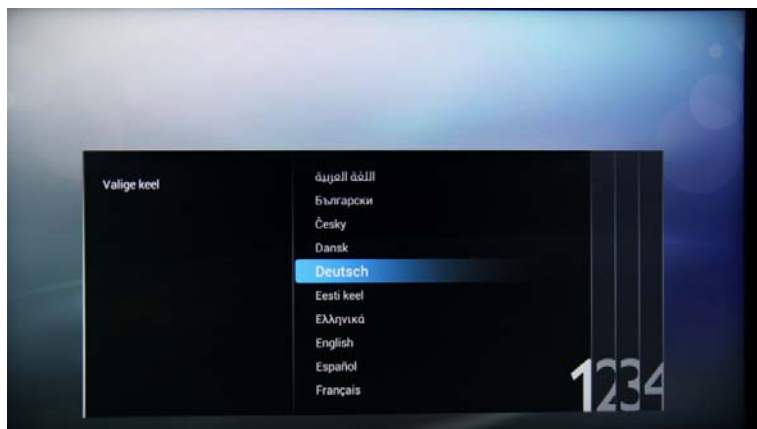 Valige keel
اللغة العربية
Български
Česky
Dansk
Deutsch
Eesti keel
Ελληνικά
English
Español
Français
1234